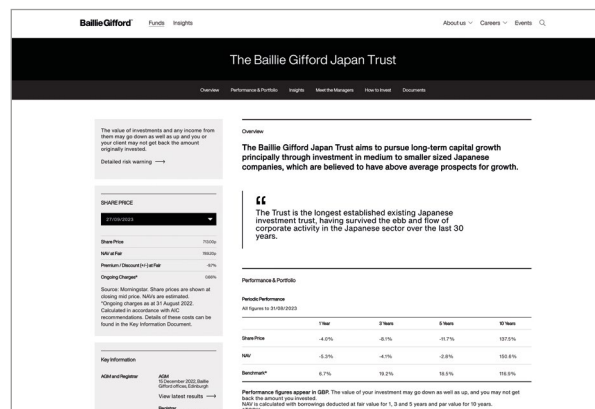 Baillie Gifford
Funds Insights
About us Careers Events
The Baillie Gifford Japan Trust
Overview Performance & Portfolio Insights Meet the Managers How to Invest Documents
The value of investments and any income from
them may go down as well as up and you or
your client may not get back the amount
originally invested.
Detailed risk warning →
SHARE PRICE
27/09/2023
Share Price
NAV at Fair
Premium / Discount (+/-) at Fair
Ongoing Charges*
Source: Morningstar. Share prices are shown at
closing mid price. NAVs are estimated.
*Ongoing charges as at 31 August 2022.
Calculated in accordance with AIC
recommendations. Details of these costs can be
found in the Key Information Document.
Key Information
AGM and Registrar AGM
15 December 2022, Baillie
Gifford offices, Edinburgh
View latest results →
Registrar
Overview
The Baillie Gifford Japan Trust aims to pursue long-term capital growth
principally through investment in medium to smaller sized Japanese
companies, which are believed to have above average prospects for growth.
“
The Trust is the longest established existing Japanese
investment trust, having survived the ebb and flow of
corporate activity in the Japanese sector over the last 30
years.
Performance & Portfolio
Periodic Performance
All figures to 31/08/2023
1 Year 3 Years 5 Years 10 Years
Share Price -4.0% -8.1% -11.7% 137.5%
NAV -5.3% -4.1% -2.8% 150.6%
Benchmark* 6.7% 19.2% 18.5% 118.0%
Performance figures appear in GBP. The value of your investment may go down as well as up, and you may not get
back the amount you invested.
NAV is calculated with borrowings deducted at fair value for 1, 3 and 5 years and par value for 10 years.